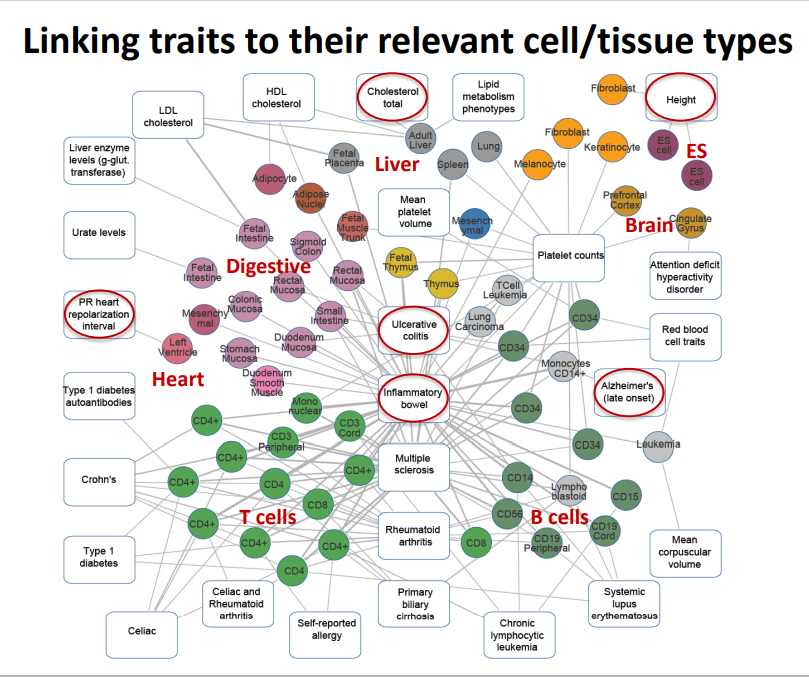 Linking traits to their relevant cell/tissue types
LDL
cholesterol
HDL
cholesterol
Cholesterol
total
Lipid
metabolism
phenotypes
Fibroblast
Height
Liver enzyme
levels (g-glut.
transferase)
Fetal
Placenta
Adult
Liver
Liver
Lung
Spleen
Fibroblast
Melanocyte
Keratinocyte
ES
cell
ES
ES
cell
Adipocyte
Adipose
Nuclei
Mean
platelet
volume
Mesench
ymal
Prefrontal
Cortex
Brain
Cingulate
Gyrus
Urate levels
Fetal
Intestine
Sigmoid
Colon
Fetal
Muscle
Trunk
Platelet counts
Attention deficit
hyperactivity
disorder
Fetal
Intestine
Digestive
Rectal
Mucosa
Rectal
Mucosa
Fetal
Thymus
Thymus
TCell
Leukemia
PR heart
repolarization
interval
Mesenchy
mal
Colonic
Mucosa
Small
Intestine
Ulcerative
colitis
Lung
Carcinoma
CD34
Red blood
cell traits
Left
Ventricle
Stomach
Mucosa
Duodenum
Mucosa
CD34
Heart
Duodenum
Smooth
Muscle
Monocytes
CD14+
Type 1 diabetes
autoantibodies
Mono
nuclear
Inflammatory
bowel
CD34
Alzheimer's
(late onset)
CD4+
CD3
Peripheral
CD3
Cord
CD34
Leukemia
CD4+
CD4+
Multiple
sclerosis
Crohn's
CD4+
CD4
CD14
Lympho
blastoid
CD15
CD8
CD4+
T cells
CD56
B cells
CD19
Cord
Type 1
diabetes
CD4+
CD4+
Rheumatoid
arthritis
CD8
CD19
Peripheral
Mean
corpuscular
volume
CD4
Celiac
Celiac and
Rheumatoid
arthritis
Self-reported
allergy
Primary
biliary
cirrhosis
Chronic
lymphocytic
leukemia
Systemic
lupus
erythematosus